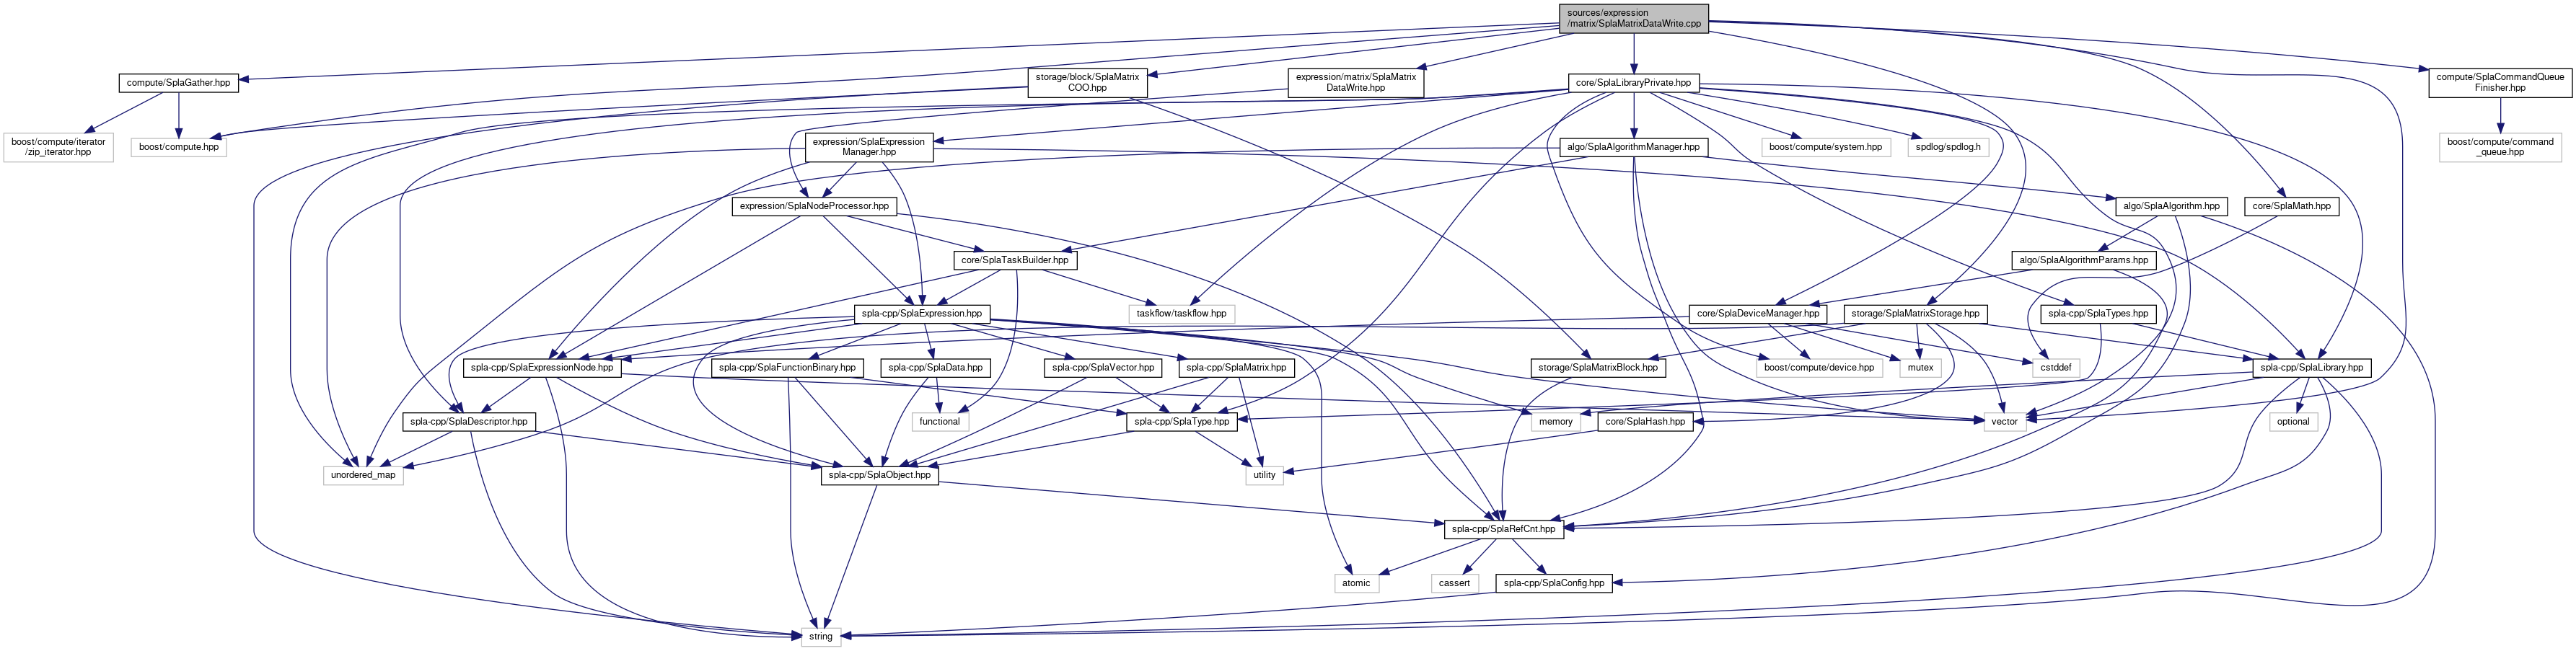 sources/expression
/matrix/SplaMatrixDataWrite.cpp
compute/SplaGather.hpp
storage/block/SplaMatrix
COO.hpp
expression/matrix/SplaMatrix
DataWrite.hpp
core/SplaLibraryPrivate.hpp
compute/SplaCommandQueue
Finisher.hpp
boost/compute/iterator
/zip_iterator.hpp
boost/compute.hpp
expression/SplaExpression
Manager.hpp
algo/SplaAlgorithmManager.hpp
boost/compute/system.hpp
spdlog/spdlog.h
boost/compute/command
_queue.hpp
expression/SplaNodeProcessor.hpp
algo/SplaAlgorithm.hpp
core/SplaMath.hpp
core/SplaTaskBuilder.hpp
algo/SplaAlgorithmParams.hpp
spla-cpp/SplaExpression.hpp
taskflow/taskflow.hpp
core/SplaDeviceManager.hpp
storage/SplaMatrixStorage.hpp
spla-cpp/SplaTypes.hpp
spla-cpp/SplaExpressionNode.hpp
spla-cpp/SplaFunctionBinary.hpp
spla-cpp/SplaData.hpp
spla-cpp/SplaVector.hpp
spla-cpp/SplaMatrix.hpp
storage/SplaMatrixBlock.hpp
boost/compute/device.hpp
mutex
cstddef
spla-cpp/SplaLibrary.hpp
spla-cpp/SplaDescriptor.hpp
functional
spla-cpp/SplaType.hpp
memory
core/SplaHash.hpp
vector
optional
unordered_map
spla-cpp/SplaObject.hpp
utility
spla-cpp/SplaRefCnt.hpp
atomic
cassert
spla-cpp/SplaConfig.hpp
string